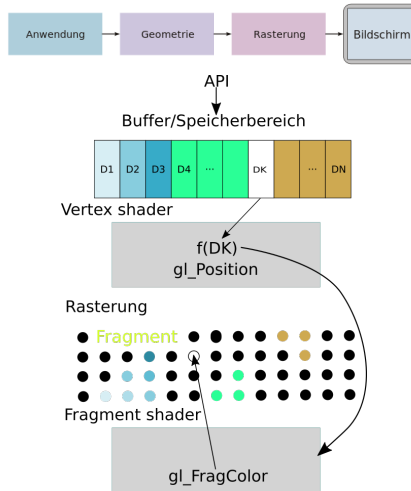 Anwendung Geometrie Rasterung Bildschirm
API
Buffer/Speicherbereich
D1 D2 D3 D4 ... DK ... DN
Vertex shader
f(DK)
gl_Position
Rasterung
Fragment
Fragment shader
gl_FragColor